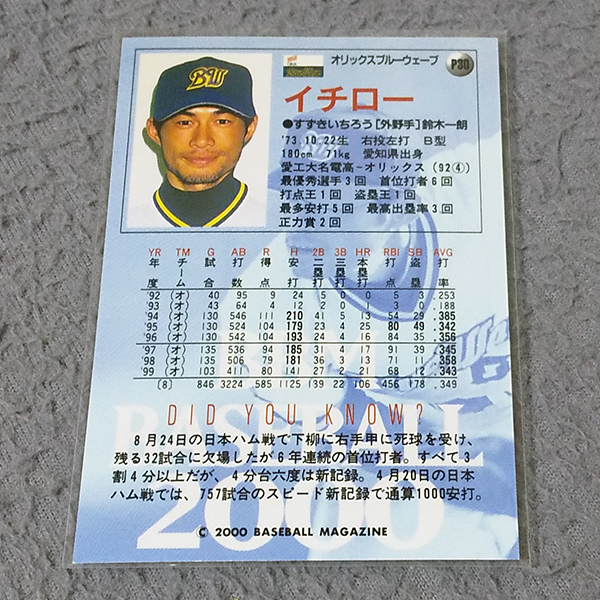 BW
オリックスブルーウェーブ P30
イチロー
●すずきいちろう[外野手]鈴木一朗
'73.10.22生 右投左打 B型
180cm 71kg 愛知県出身
愛工大名電高-オリックス(92④)
最優秀選手3回 首位打者6回
打点王1回 盗塁王1回
最多安打5回 最高出塁率3回
正力賞2回
YR TM G AB R H 2B 3B HR RBI SB AVG
年度 チーム 試合 打数 得点 安打 二塁打 三塁打 本塁打 打点 盗塁 打率
'92 (オ) 40 95 9 24 5 0 0 5 3 .253
'93 (オ) 43 64 4 12 2 0 1 3 0 .188
'94 (オ) 130 546 111 210 41 5 13 54 29 .385
'95 (オ) 130 524 104 179 23 4 25 80 49 .342
'96 (オ) 130 542 104 193 24 4 16 84 35 .356
'97 (オ) 135 536 94 185 31 4 17 91 39 .345
'98 (オ) 135 506 79 181 36 3 13 71 11 .358
'99 (オ) 103 411 80 141 27 2 21 68 12 .343
(8) 846 3224 585 1125 189 22 106 456 178 .349
DID YOU KNOW?
8月24日の日本ハム戦で下柳に右手甲に死球を受け、
残る32試合に欠場したが6年連続の首位打者。すべて3
割4分以上だが、4分台六度は新記録。4月20日の日本
ハム戦では、757試合のスピード新記録で通算1000安打。
BASEBALL
2000
© 2000 BASEBALL MAGAZINE